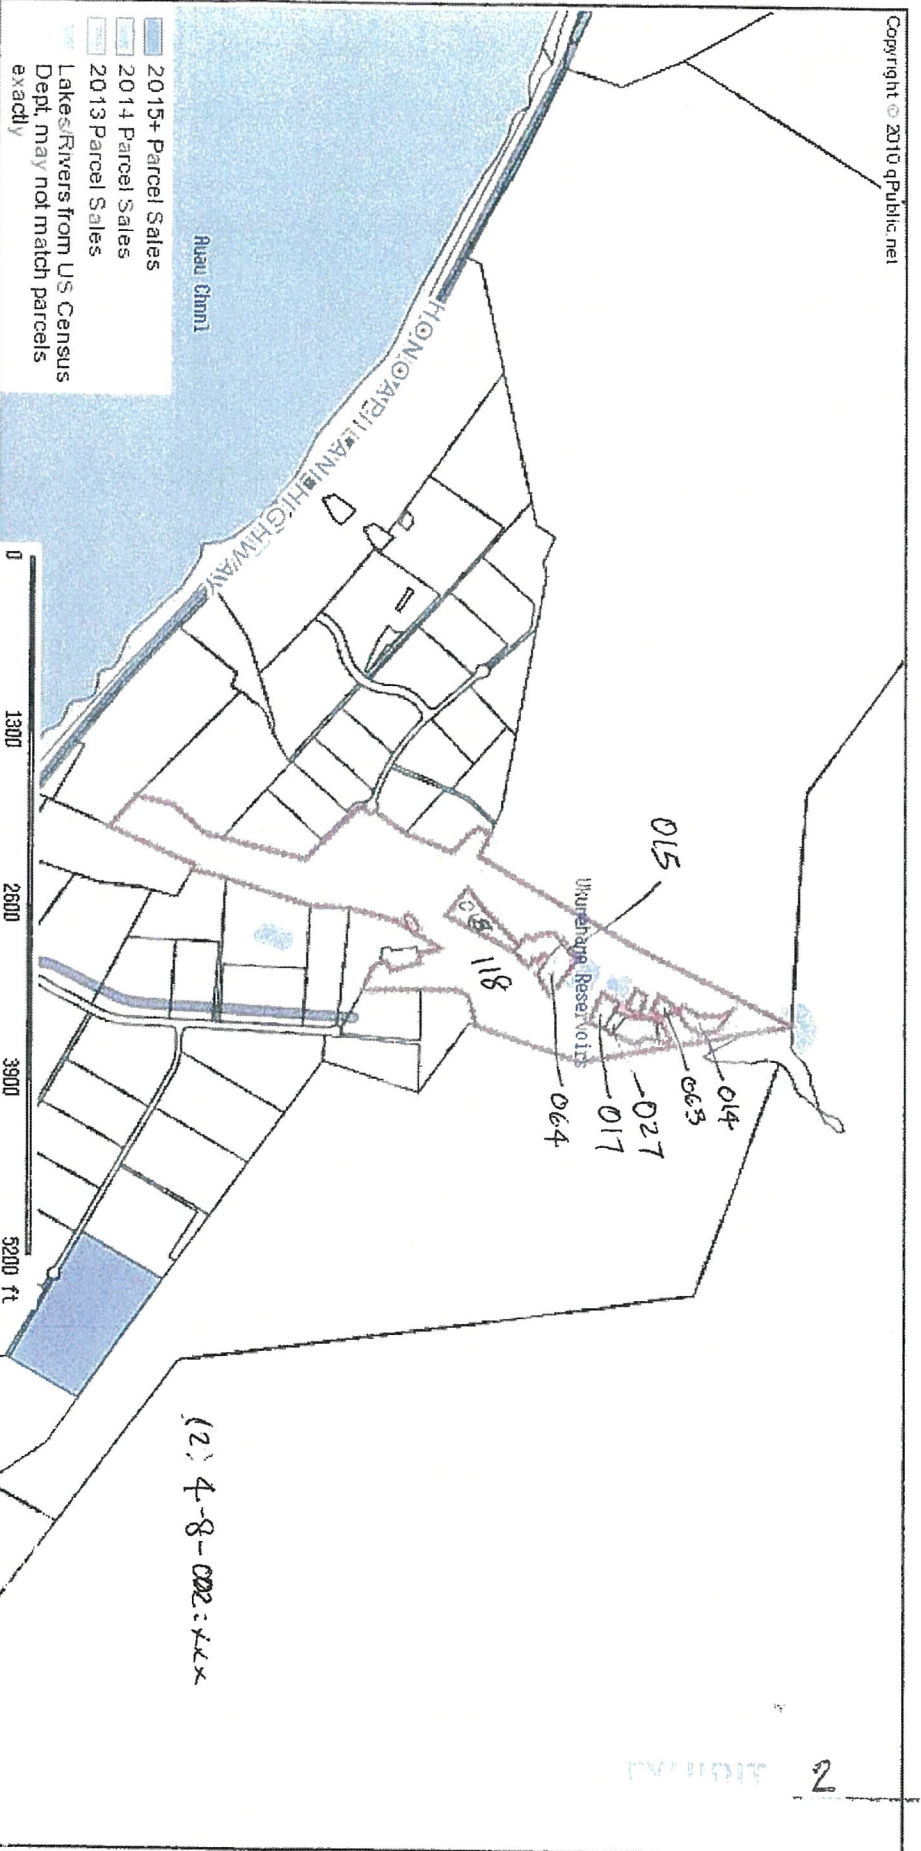 Copyright © 2010 qPublic.net
HONOAPIILANI HIGHWAY
Auau Chnnl
2015+ Parcel Sales
2014 Parcel Sales
2013 Parcel Sales
Lakes/Rivers from US Census
Dept, may not match parcels
exactly
0 1300 2600 3900 5200 ft
015
Ukumehame Reservoirs
018
118
014
063
027
017
064
(2): 4-8-002:xxx
2